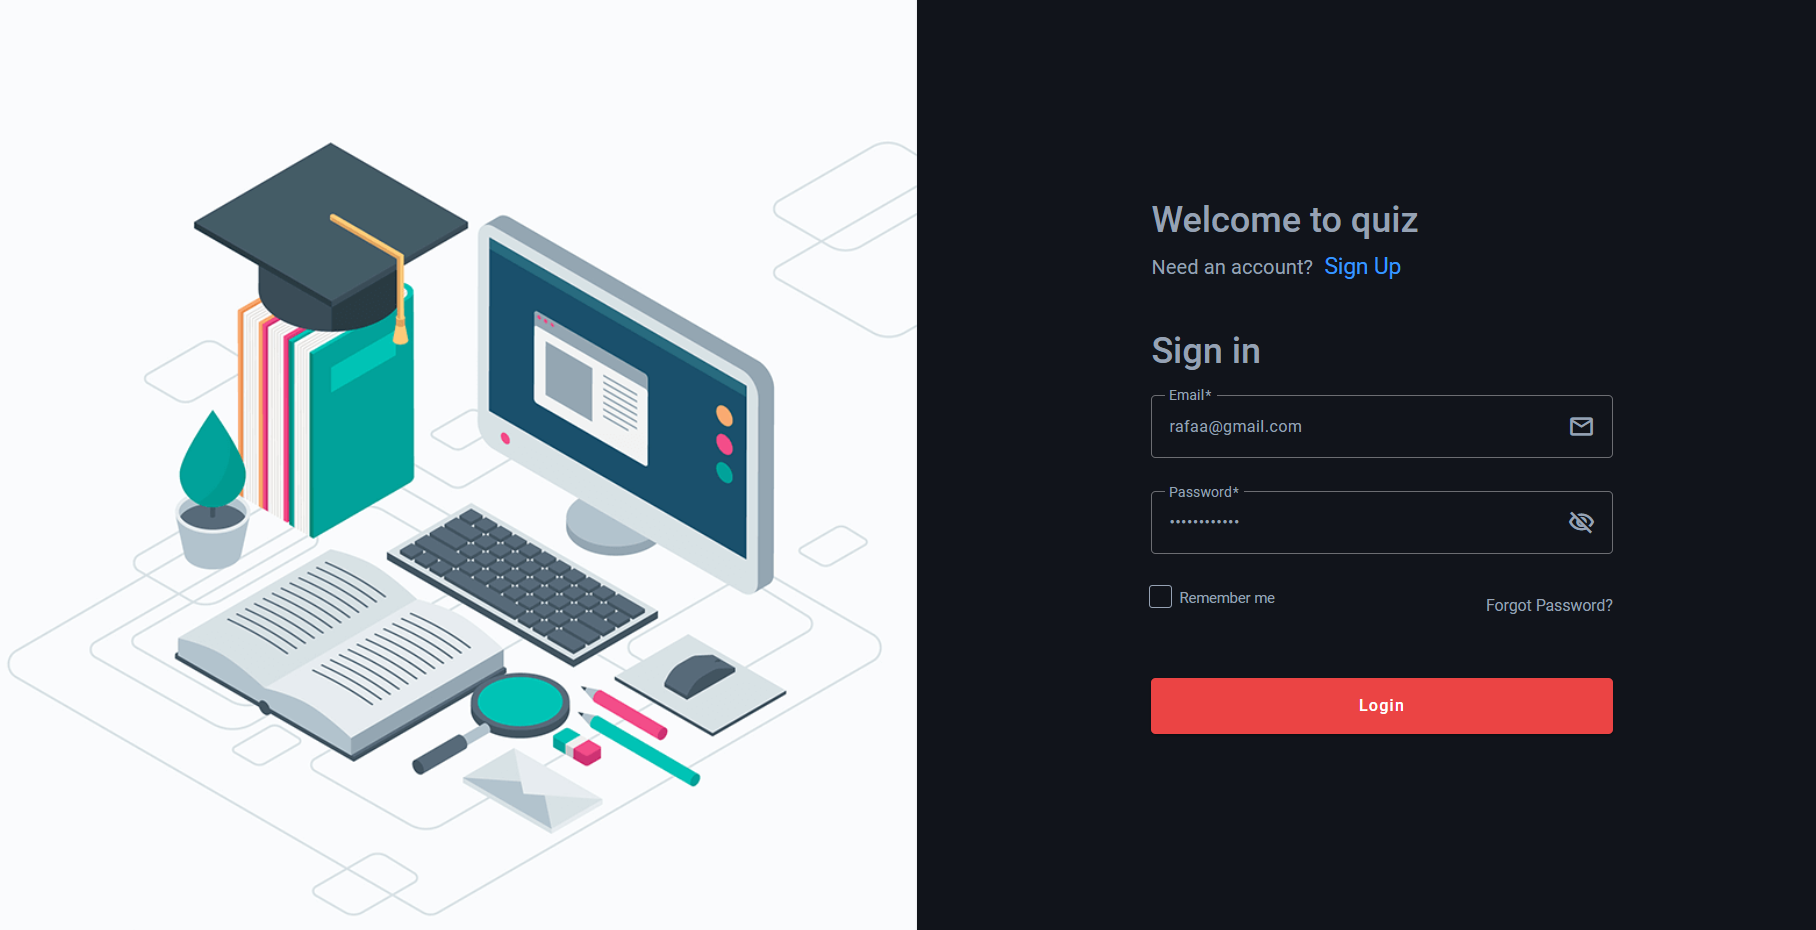 Welcome to quiz
Need an account? Sign Up
Sign in
Email*
rafaa@gmail.com
Password*
••••••••••••
Remember me
Forgot Password?
Login